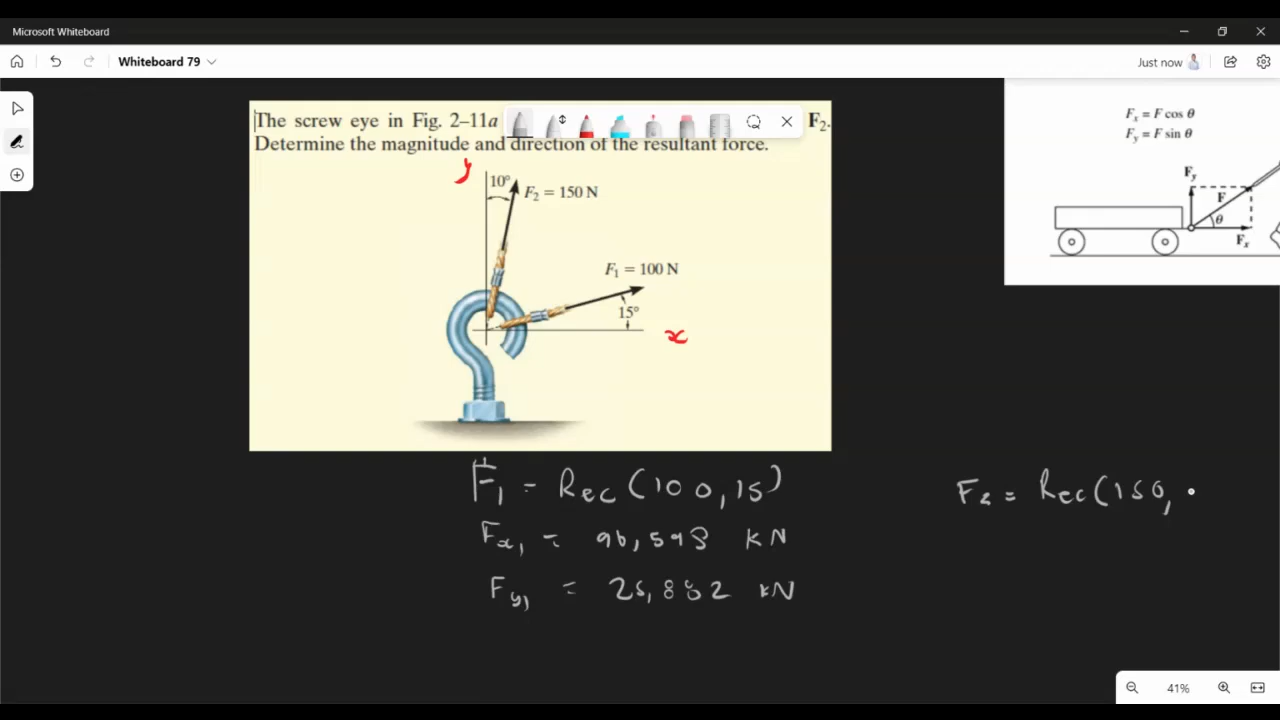 Microsoft Whiteboard
Whiteboard 79
Just now
The screw eye in Fig. 2–11a F₂.
Determine the magnitude and direction of the resultant force.
y
10°
F₂ = 150 N
F₁ = 100 N
15°
x
Fₓ = F cos θ
Fᵧ = F sin θ
Fᵧ
F
θ
Fₓ
F₁ = Rec(100,15)
Fx₁ = 96,593 kN
Fy₁ = 25,882 kN
F₂ = Rec(150,
41%